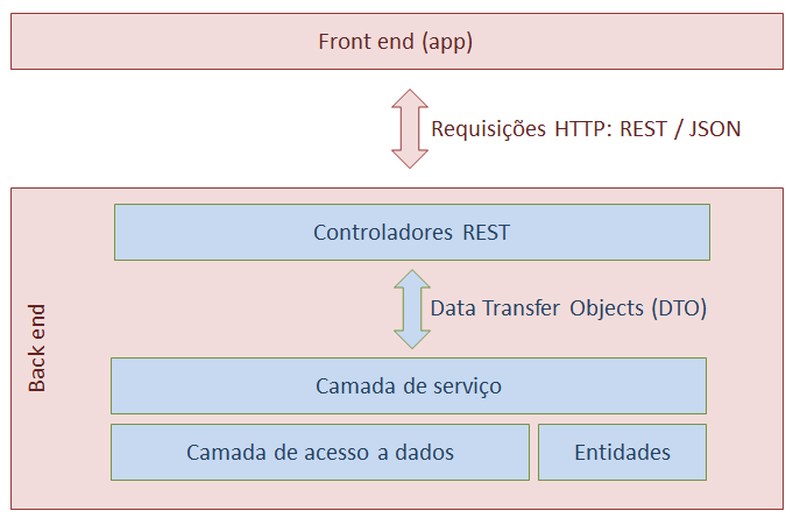 Front end (app)
Requisições HTTP: REST / JSON
Back end
Controladores REST
Data Transfer Objects (DTO)
Camada de serviço
Camada de acesso a dados
Entidades